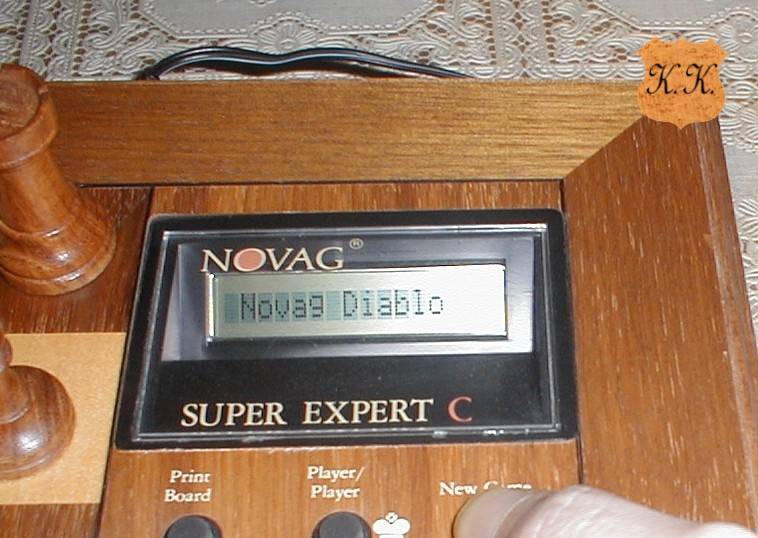 K.K.
NOVAG®
Novag Diablo
SUPER EXPERT C
Print
Board
Player/
Player
New Game